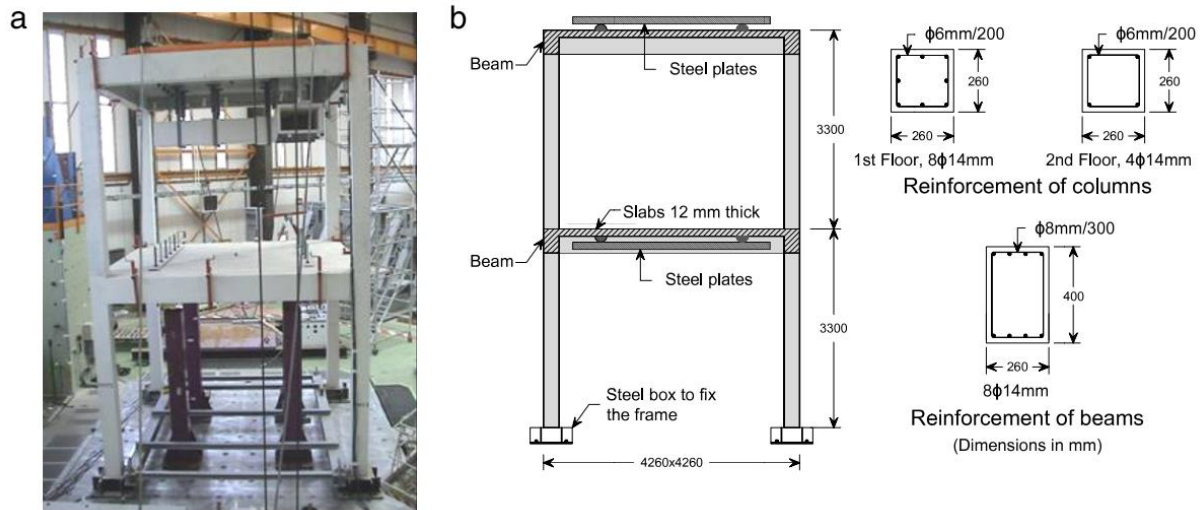 a
b
Beam
Steel plates
3300
Slabs 12 mm thick
Beam
Steel plates
3300
Steel box to fix
the frame
4260x4260
ϕ6mm/200
260
260
1st Floor, 8ϕ14mm
ϕ6mm/200
260
260
2nd Floor, 4ϕ14mm
Reinforcement of columns
ϕ8mm/300
400
260
8ϕ14mm
Reinforcement of beams
(Dimensions in mm)